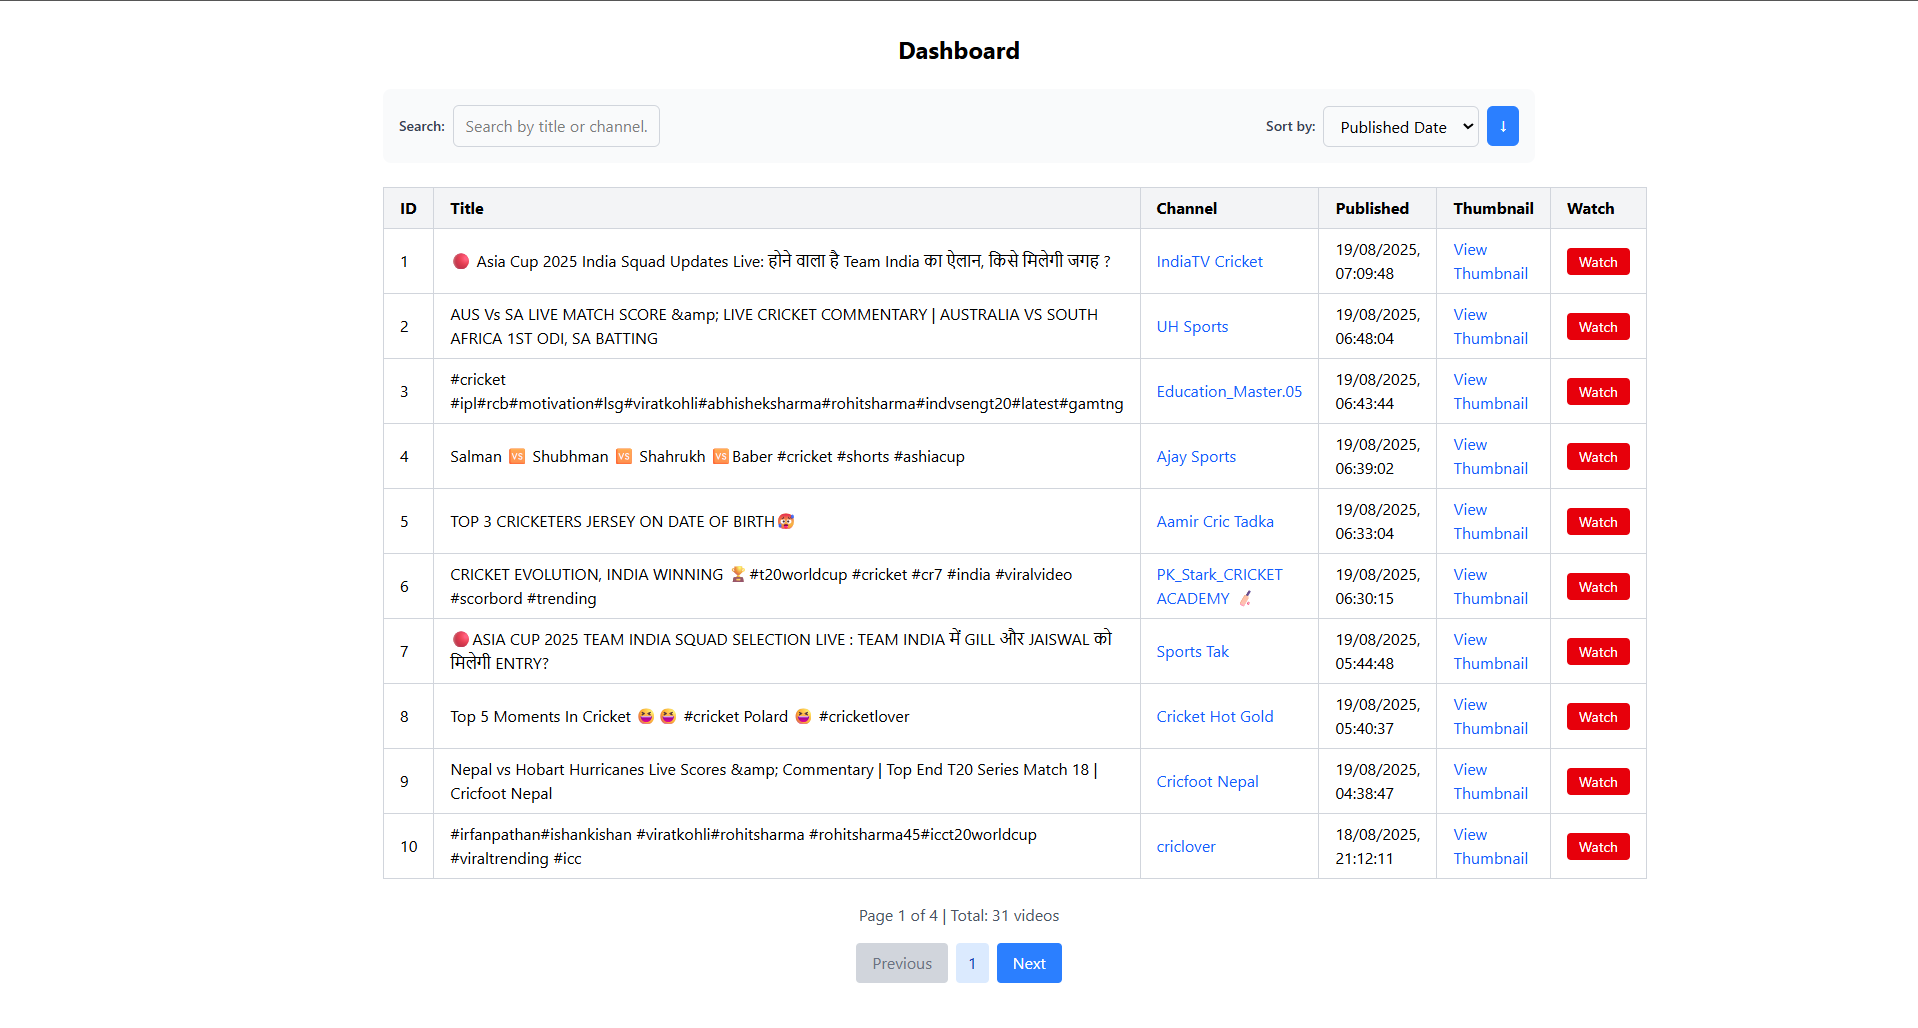 Dashboard
Search: Search by title or channel. Sort by: Published Date ↓
ID Title Channel Published Thumbnail Watch
1 🔴 Asia Cup 2025 India Squad Updates Live: होने वाला है Team India का ऐलान, किसे मिलेगी जगह ? IndiaTV Cricket 19/08/2025, 07:09:48 View Thumbnail Watch
2 AUS Vs SA LIVE MATCH SCORE &amp; LIVE CRICKET COMMENTARY | AUSTRALIA VS SOUTH AFRICA 1ST ODI, SA BATTING UH Sports 19/08/2025, 06:48:04 View Thumbnail Watch
3 #cricket #ipl#rcb#motivation#lsg#viratkohli#abhisheksharma#rohitsharma#indvsengt20#latest#gamtng Education_Master.05 19/08/2025, 06:43:44 View Thumbnail Watch
4 Salman 🆚 Shubhman 🆚 Shahrukh 🆚Baber #cricket #shorts #ashiacup Ajay Sports 19/08/2025, 06:39:02 View Thumbnail Watch
5 TOP 3 CRICKETERS JERSEY ON DATE OF BIRTH🥵 Aamir Cric Tadka 19/08/2025, 06:33:04 View Thumbnail Watch
6 CRICKET EVOLUTION, INDIA WINNING 🏆#t20worldcup #cricket #cr7 #india #viralvideo #scorbord #trending PK_Stark_CRICKET ACADEMY 🏏 19/08/2025, 06:30:15 View Thumbnail Watch
7 🔴ASIA CUP 2025 TEAM INDIA SQUAD SELECTION LIVE : TEAM INDIA में GILL और JAISWAL को मिलेगी ENTRY? Sports Tak 19/08/2025, 05:44:48 View Thumbnail Watch
8 Top 5 Moments In Cricket 😆😆 #cricket Polard 😆 #cricketlover Cricket Hot Gold 19/08/2025, 05:40:37 View Thumbnail Watch
9 Nepal vs Hobart Hurricanes Live Scores &amp; Commentary | Top End T20 Series Match 18 | Cricfoot Nepal Cricfoot Nepal 19/08/2025, 04:38:47 View Thumbnail Watch
10 #irfanpathan#ishankishan #viratkohli#rohitsharma #rohitsharma45#icct20worldcup #viraltrending #icc criclover 18/08/2025, 21:12:11 View Thumbnail Watch
Page 1 of 4 | Total: 31 videos
Previous 1 Next